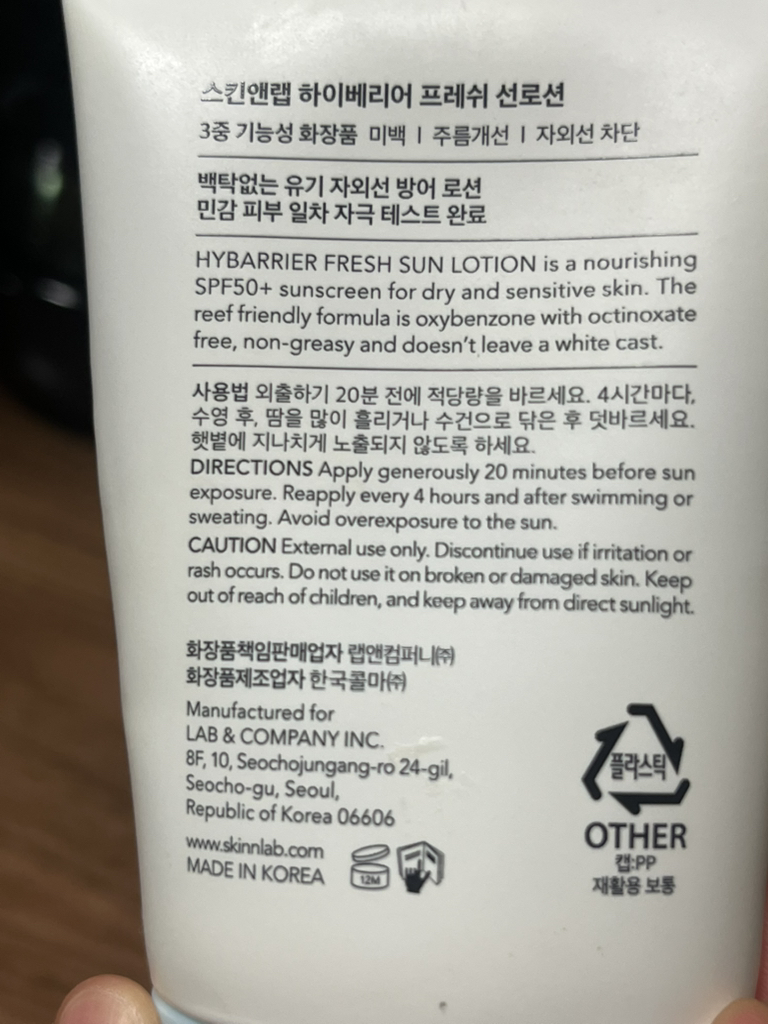 스킨앤랩 하이베리어 프레쉬 선로션
3중 기능성 화장품 미백 | 주름개선 | 자외선 차단
백탁없는 유기 자외선 방어 로션
민감 피부 일차 자극 테스트 완료
HYBARRIER FRESH SUN LOTION is a nourishing
SPF50+ sunscreen for dry and sensitive skin. The
reef friendly formula is oxybenzone with octinoxate
free, non-greasy and doesn't leave a white cast.
사용법 외출하기 20분 전에 적당량을 바르세요. 4시간마다,
수영 후, 땀을 많이 흘리거나 수건으로 닦은 후 덧바르세요.
햇볕에 지나치게 노출되지 않도록 하세요.
DIRECTIONS Apply generously 20 minutes before sun
exposure. Reapply every 4 hours and after swimming or
sweating. Avoid overexposure to the sun.
CAUTION External use only. Discontinue use if irritation or
rash occurs. Do not use it on broken or damaged skin. Keep
out of reach of children, and keep away from direct sunlight.
화장품책임판매업자 랩앤컴퍼니㈜
화장품제조업자 한국콜마㈜
Manufactured for
LAB & COMPANY INC.
8F, 10, Seochojungang-ro 24-gil,
Seocho-gu, Seoul,
Republic of Korea 06606
www.skinnlab.com
MADE IN KOREA
12M
플라스틱
OTHER
캡:PP
재활용 보통